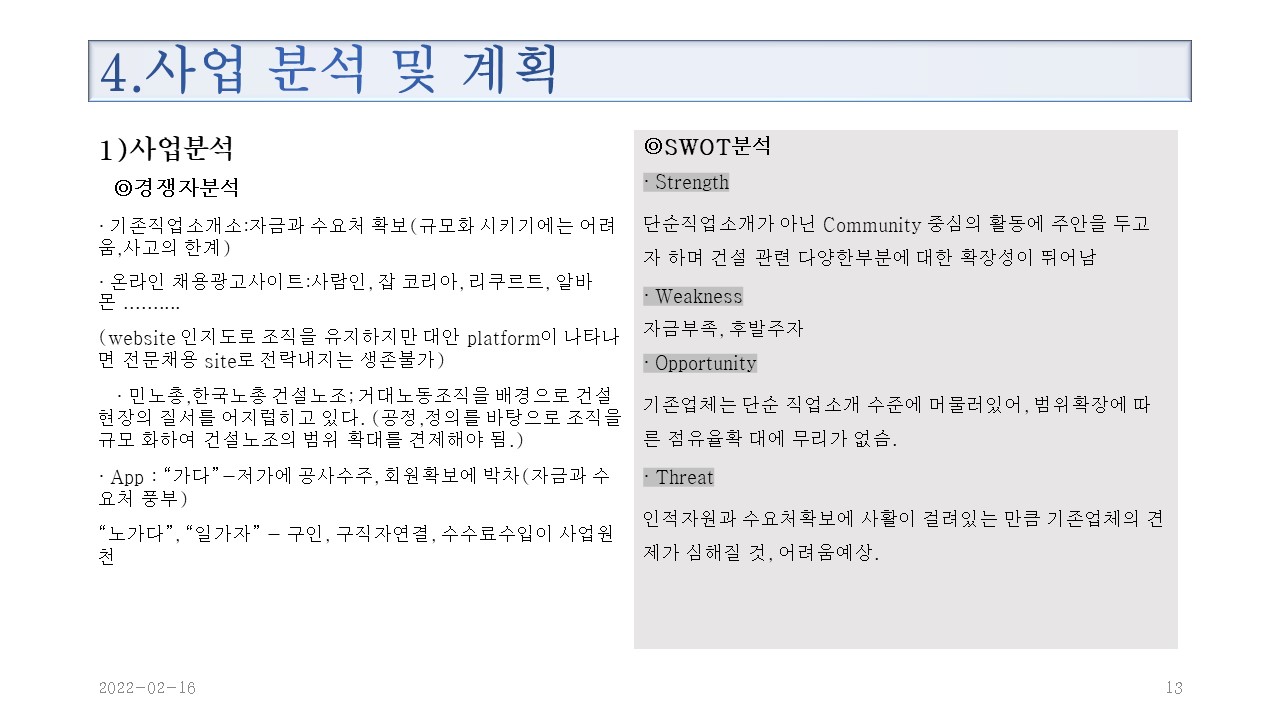 4.사업 분석 및 계획
1)사업분석
◎경쟁자분석
· 기존직업소개소:자금과 수요처 확보(규모화 시키기에는 어려
움,사고의 한계)
· 온라인 채용광고사이트:사람인, 잡 코리아, 리쿠르트, 알바
몬 ..........
(website 인지도로 조직을 유지하지만 대안 platform이 나타나
면 전문채용 site로 전락내지는 생존불가)
· 민노총,한국노총 건설노조; 거대노동조직을 배경으로 건설
현장의 질서를 어지럽히고 있다. (공정,정의를 바탕으로 조직을
규모 화하여 건설노조의 범위 확대를 견제해야 됨.)
· App : “가다”–저가에 공사수주, 회원확보에 박차(자금과 수
요처 풍부)
“노가다”, “일가자” – 구인, 구직자연결, 수수료수입이 사업원
천
◎SWOT분석
· Strength
단순직업소개가 아닌 Community 중심의 활동에 주안을 두고
자 하며 건설 관련 다양한부분에 대한 확장성이 뛰어남
· Weakness
자금부족, 후발주자
· Opportunity
기존업체는 단순 직업소개 수준에 머물러있어, 범위확장에 따
른 점유율확 대에 무리가 없슴.
· Threat
인적자원과 수요처확보에 사활이 걸려있는 만큼 기존업체의 견
제가 심해질 것, 어려움예상.
2022-02-16
13